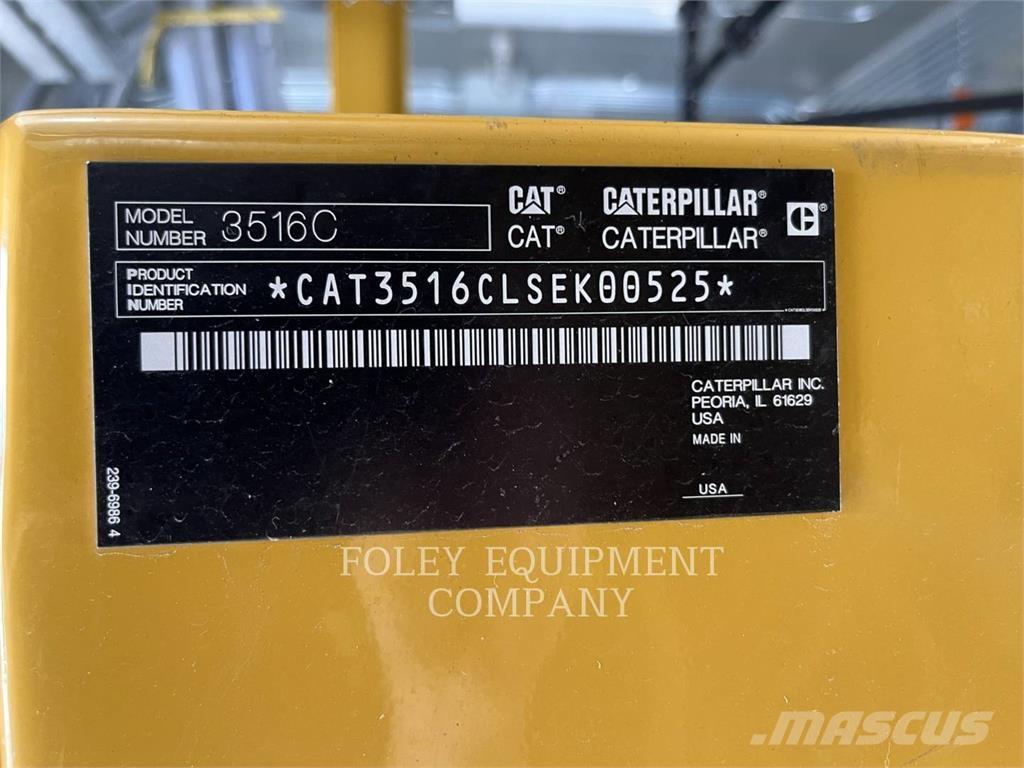 MODEL
NUMBER 3516C
CAT® CATERPILLAR®
CAT® CATERPILLAR®
C®
PRODUCT
IDENTIFICATION
NUMBER
*CAT3516CLSEK00525*
CATERPILLAR INC.
PEORIA, IL 61629
USA
MADE IN
USA
239-6986 4
FOLEY EQUIPMENT
COMPANY
MASCUS